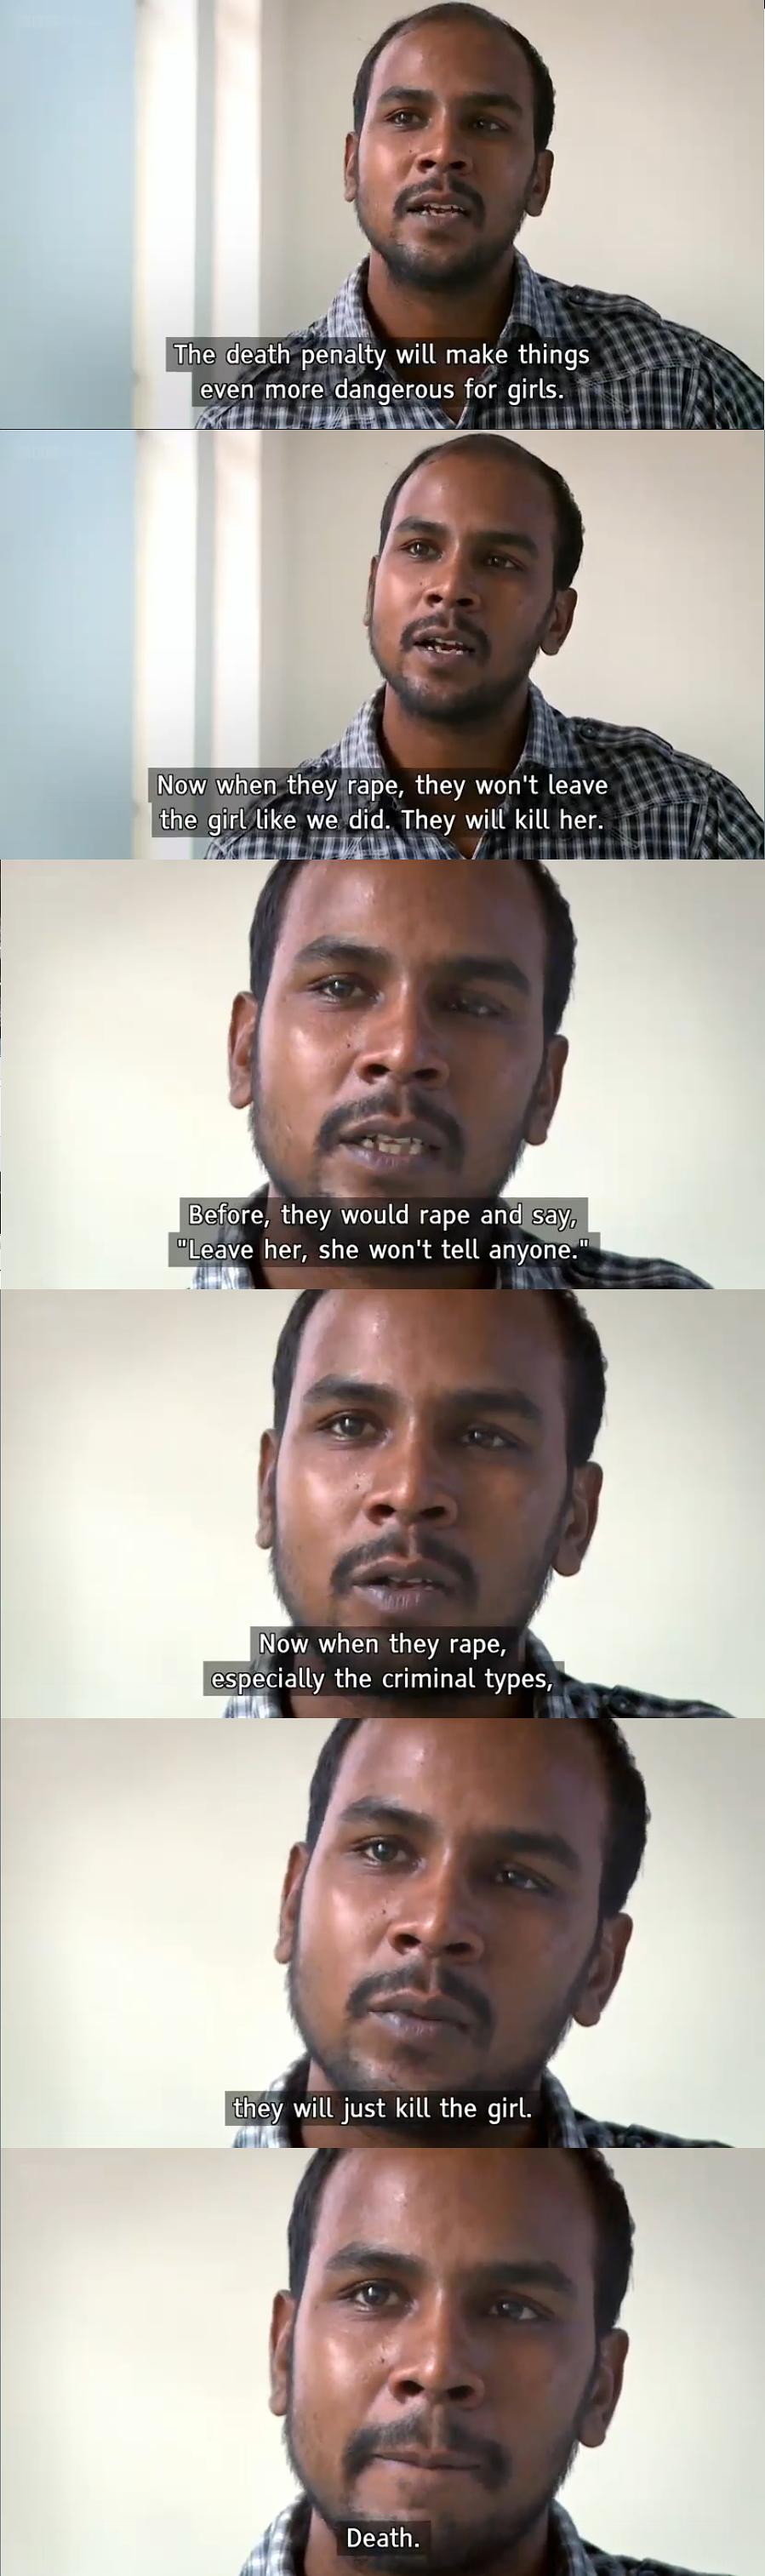 The death penalty will make things
even more dangerous for girls.
Now when they rape, they won't leave
the girl like we did. They will kill her.
Before, they would rape and say,
"Leave her, she won't tell anyone."
Now when they rape,
especially the criminal types,
they will just kill the girl.
Death.